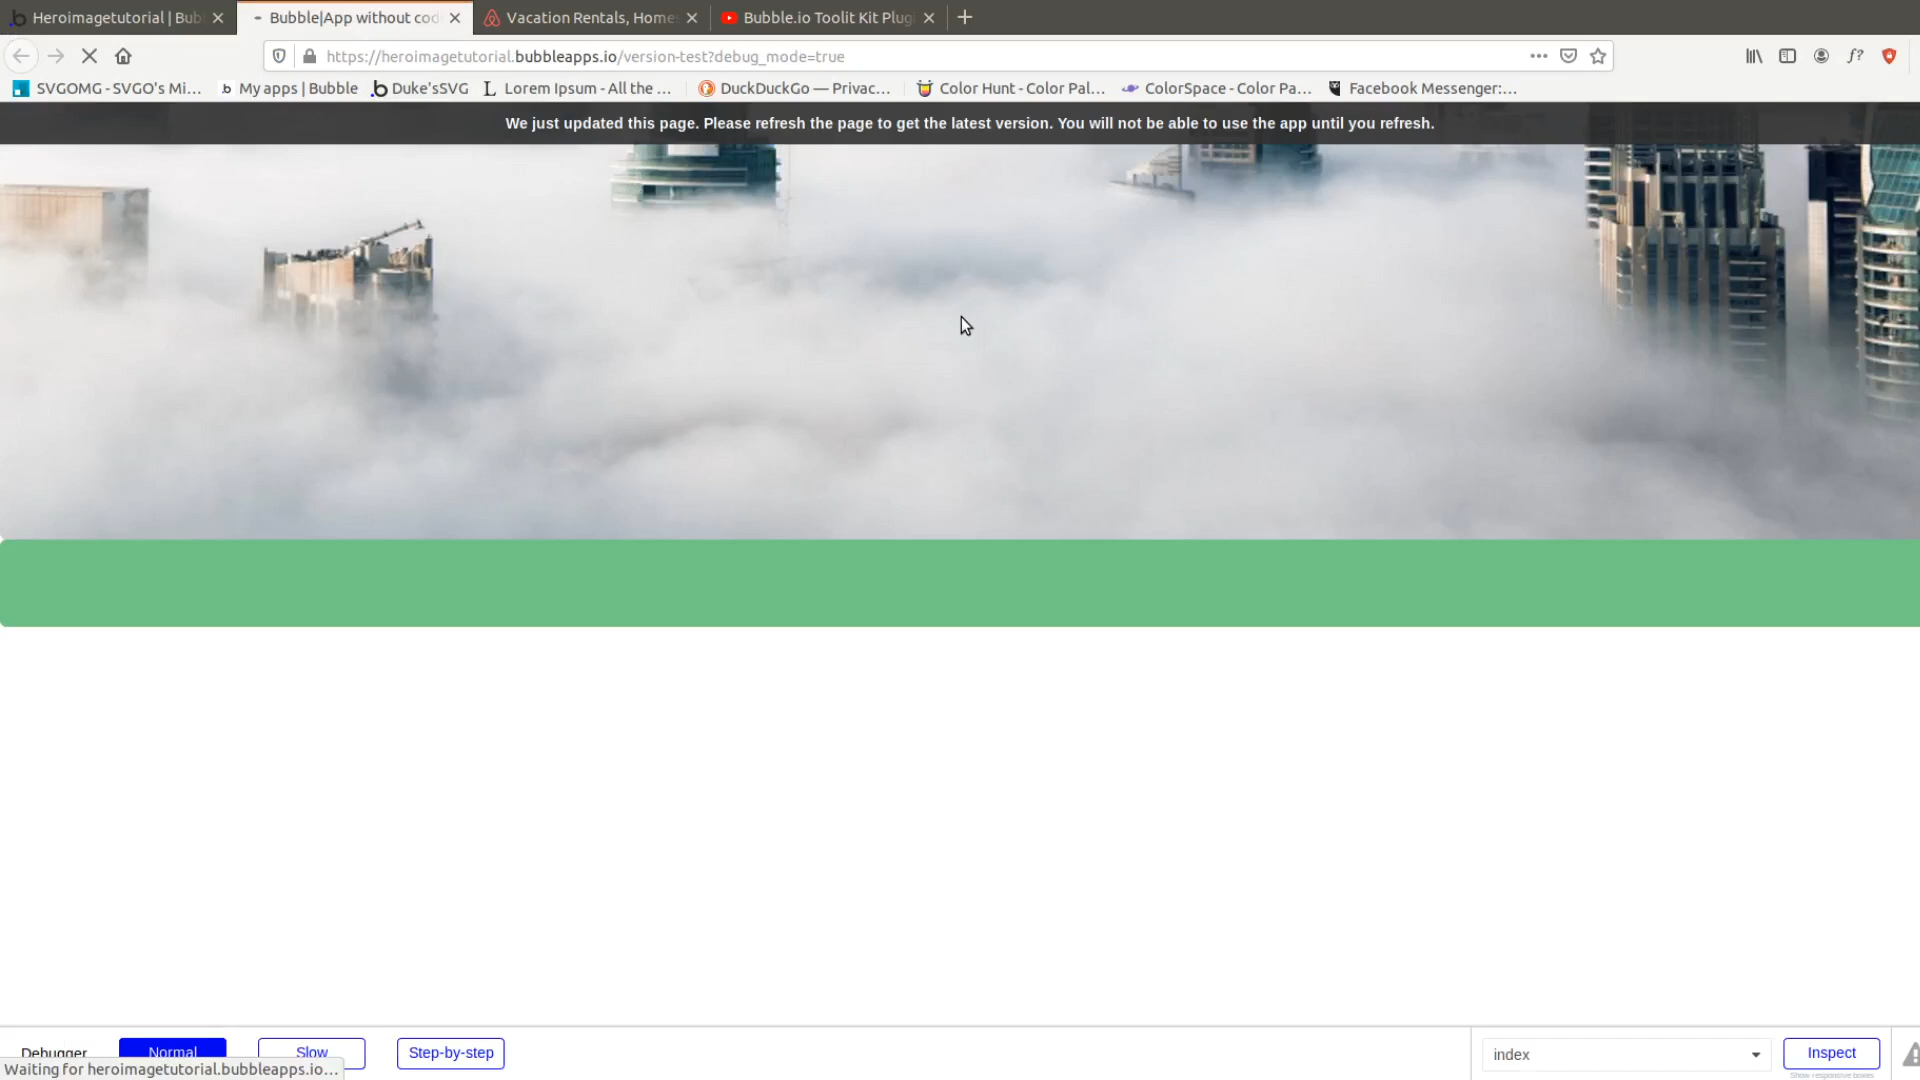 Heroimagetutorial | Bub
Bubble|App without cod
Vacation Rentals, Home
Bubble.io Toolit Kit Plug
https://heroimagetutorial.bubbleapps.io/version-test?debug_mode=true
SVGOMG - SVGO's Mi...
My apps | Bubble
Duke'sSVG
Lorem Ipsum - All the ...
DuckDuckGo — Privac...
Color Hunt - Color Pal...
ColorSpace - Color Pa...
Facebook Messenger:...
We just updated this page. Please refresh the page to get the latest version. You will not be able to use the app until you refresh.
Debugger
Normal
Slow
Step-by-step
index
Inspect
Show responsive boxes
Waiting for heroimagetutorial.bubbleapps.io...